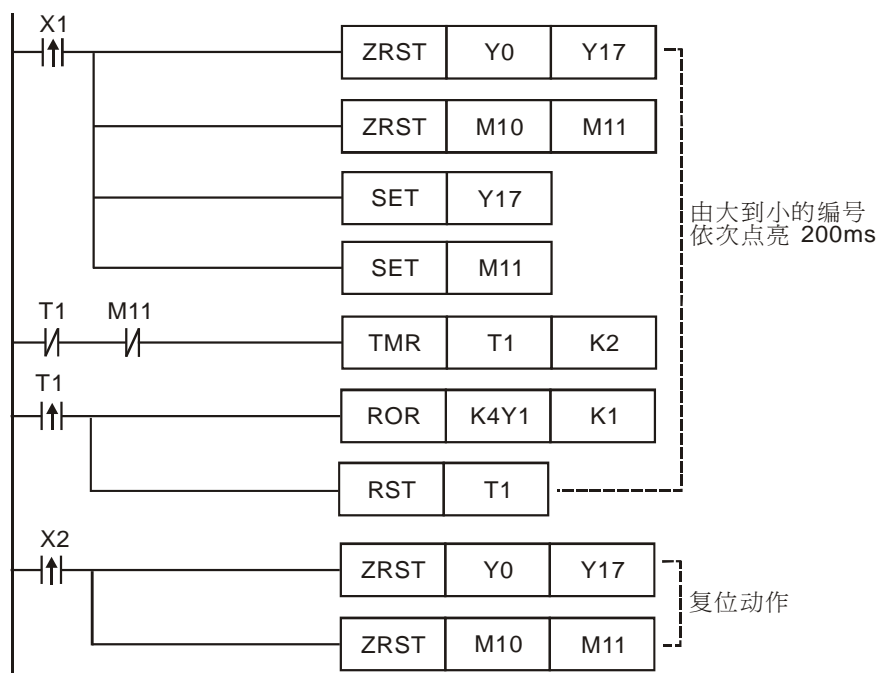 X1
ZRST Y0 Y17
ZRST M10 M11
SET Y17
SET M11
由大到小的编号
依次点亮 200ms
T1 M11
TMR T1 K2
T1
ROR K4Y1 K1
RST T1
X2
ZRST Y0 Y17
ZRST M10 M11
复位动作